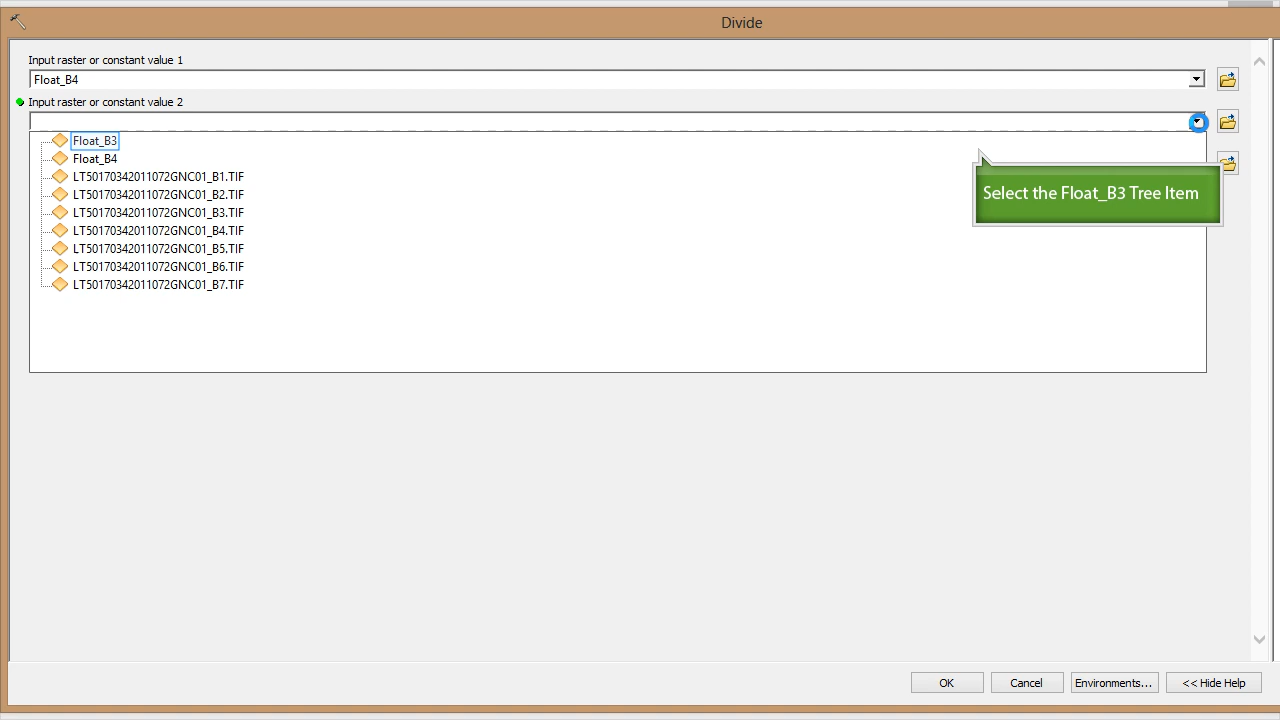 Divide
Input raster or constant value 1
Float_B4
Input raster or constant value 2
Float_B3
Float_B4
LT50170342011072GNC01_B1.TIF
LT50170342011072GNC01_B2.TIF
LT50170342011072GNC01_B3.TIF
LT50170342011072GNC01_B4.TIF
LT50170342011072GNC01_B5.TIF
LT50170342011072GNC01_B6.TIF
LT50170342011072GNC01_B7.TIF
Select the Float_B3 Tree Item
OK
Cancel
Environments...
<< Hide Help